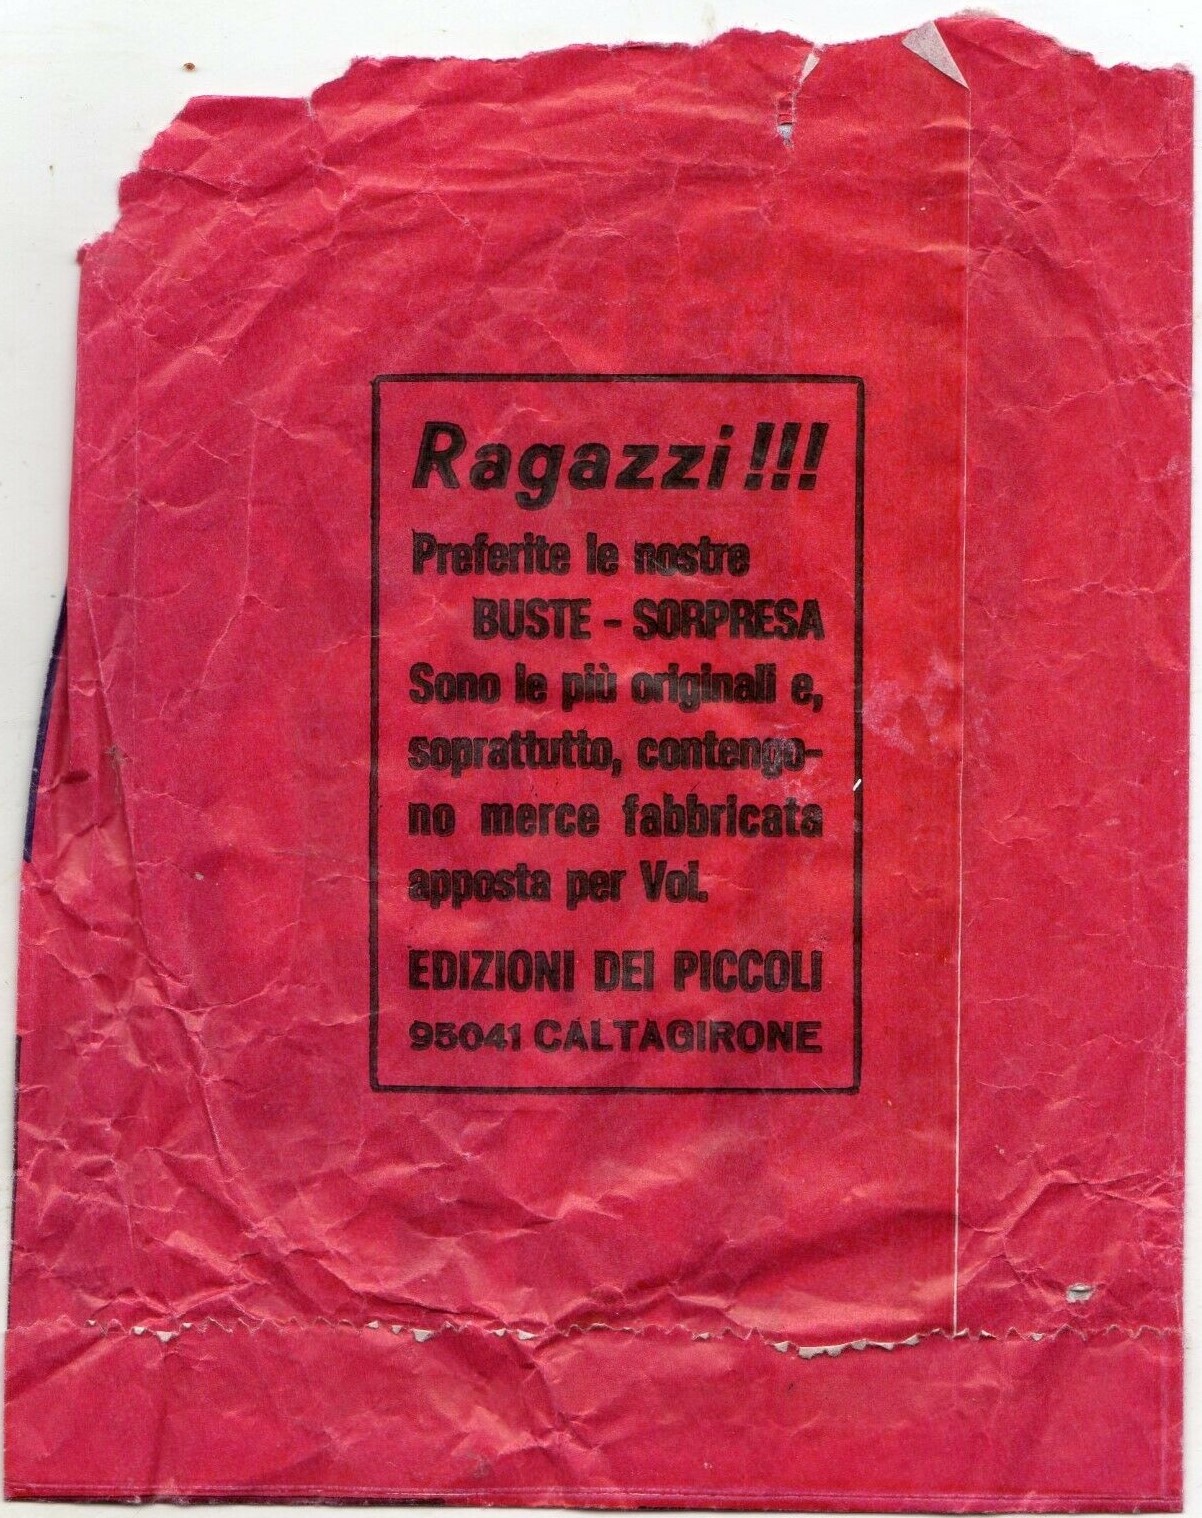 Ragazzi!!!
Preferite le nostre
BUSTE - SORPRESA
Sono le più originali e,
soprattutto, contengo-
no merce fabbricata
apposta per Voi.
EDIZIONI DEI PICCOLI
95041 CALTAGIRONE